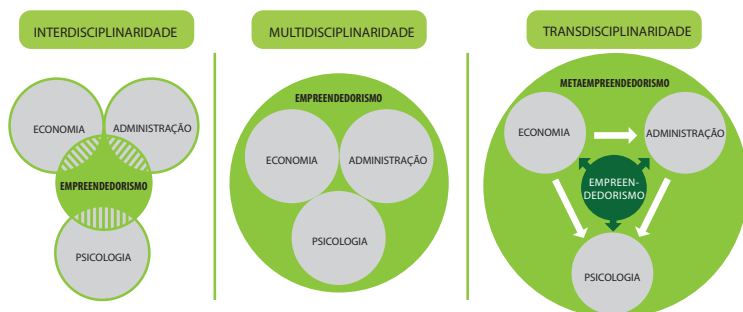 INTERDISCIPLINARIDADE
ECONOMIA
ADMINISTRAÇÃO
EMPREENDEDORISMO
PSICOLOGIA
MULTIDISCIPLINARIDADE
EMPREENDEDORISMO
ECONOMIA
ADMINISTRAÇÃO
PSICOLOGIA
TRANSDISCIPLINARIDADE
METAEMPREENDEDORISMO
ECONOMIA
ADMINISTRAÇÃO
EMPREEN-
DEDORISMO
PSICOLOGIA